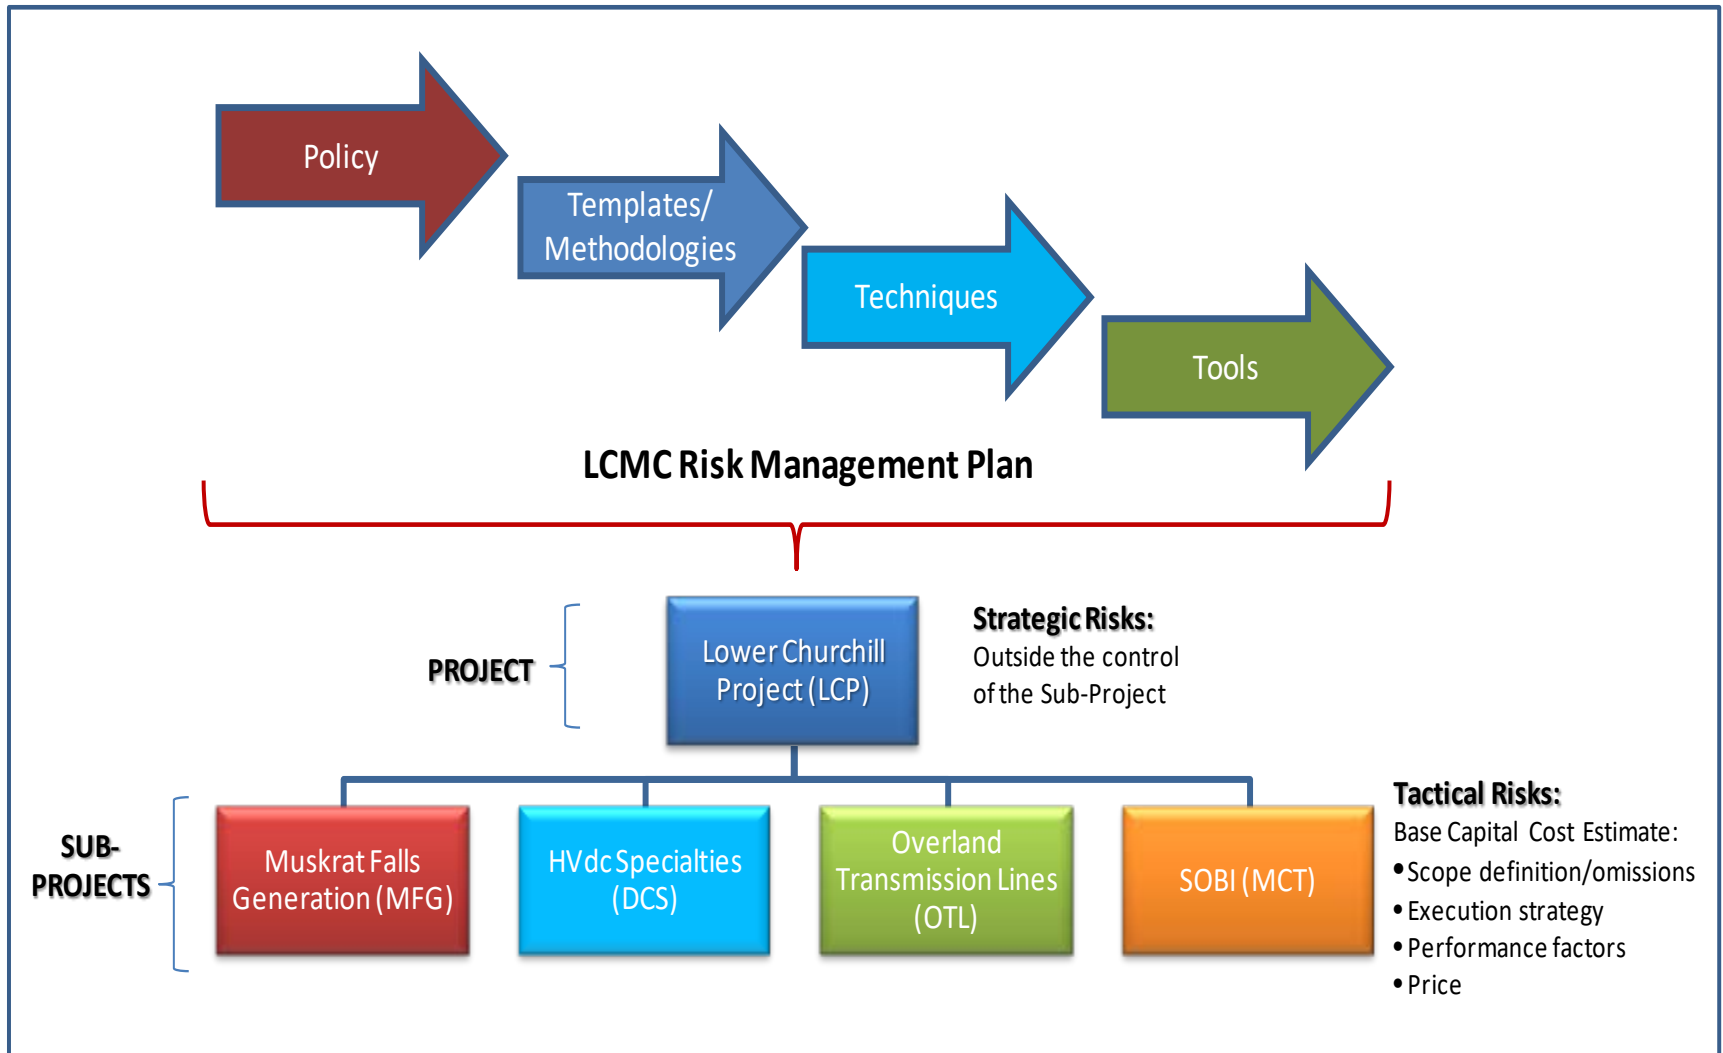 Policy
Templates/
Methodologies
Techniques
Tools
LCMC Risk Management Plan
PROJECT
Lower Churchill
Project (LCP)
Strategic Risks:
Outside the control
of the Sub-Project
SUB-
PROJECTS
Muskrat Falls
Generation (MFG)
HVdc Specialties
(DCS)
Overland
Transmission Lines
(OTL)
SOBI (MCT)
Tactical Risks:
Base Capital Cost Estimate:
• Scope definition/omissions
• Execution strategy
• Performance factors
• Price